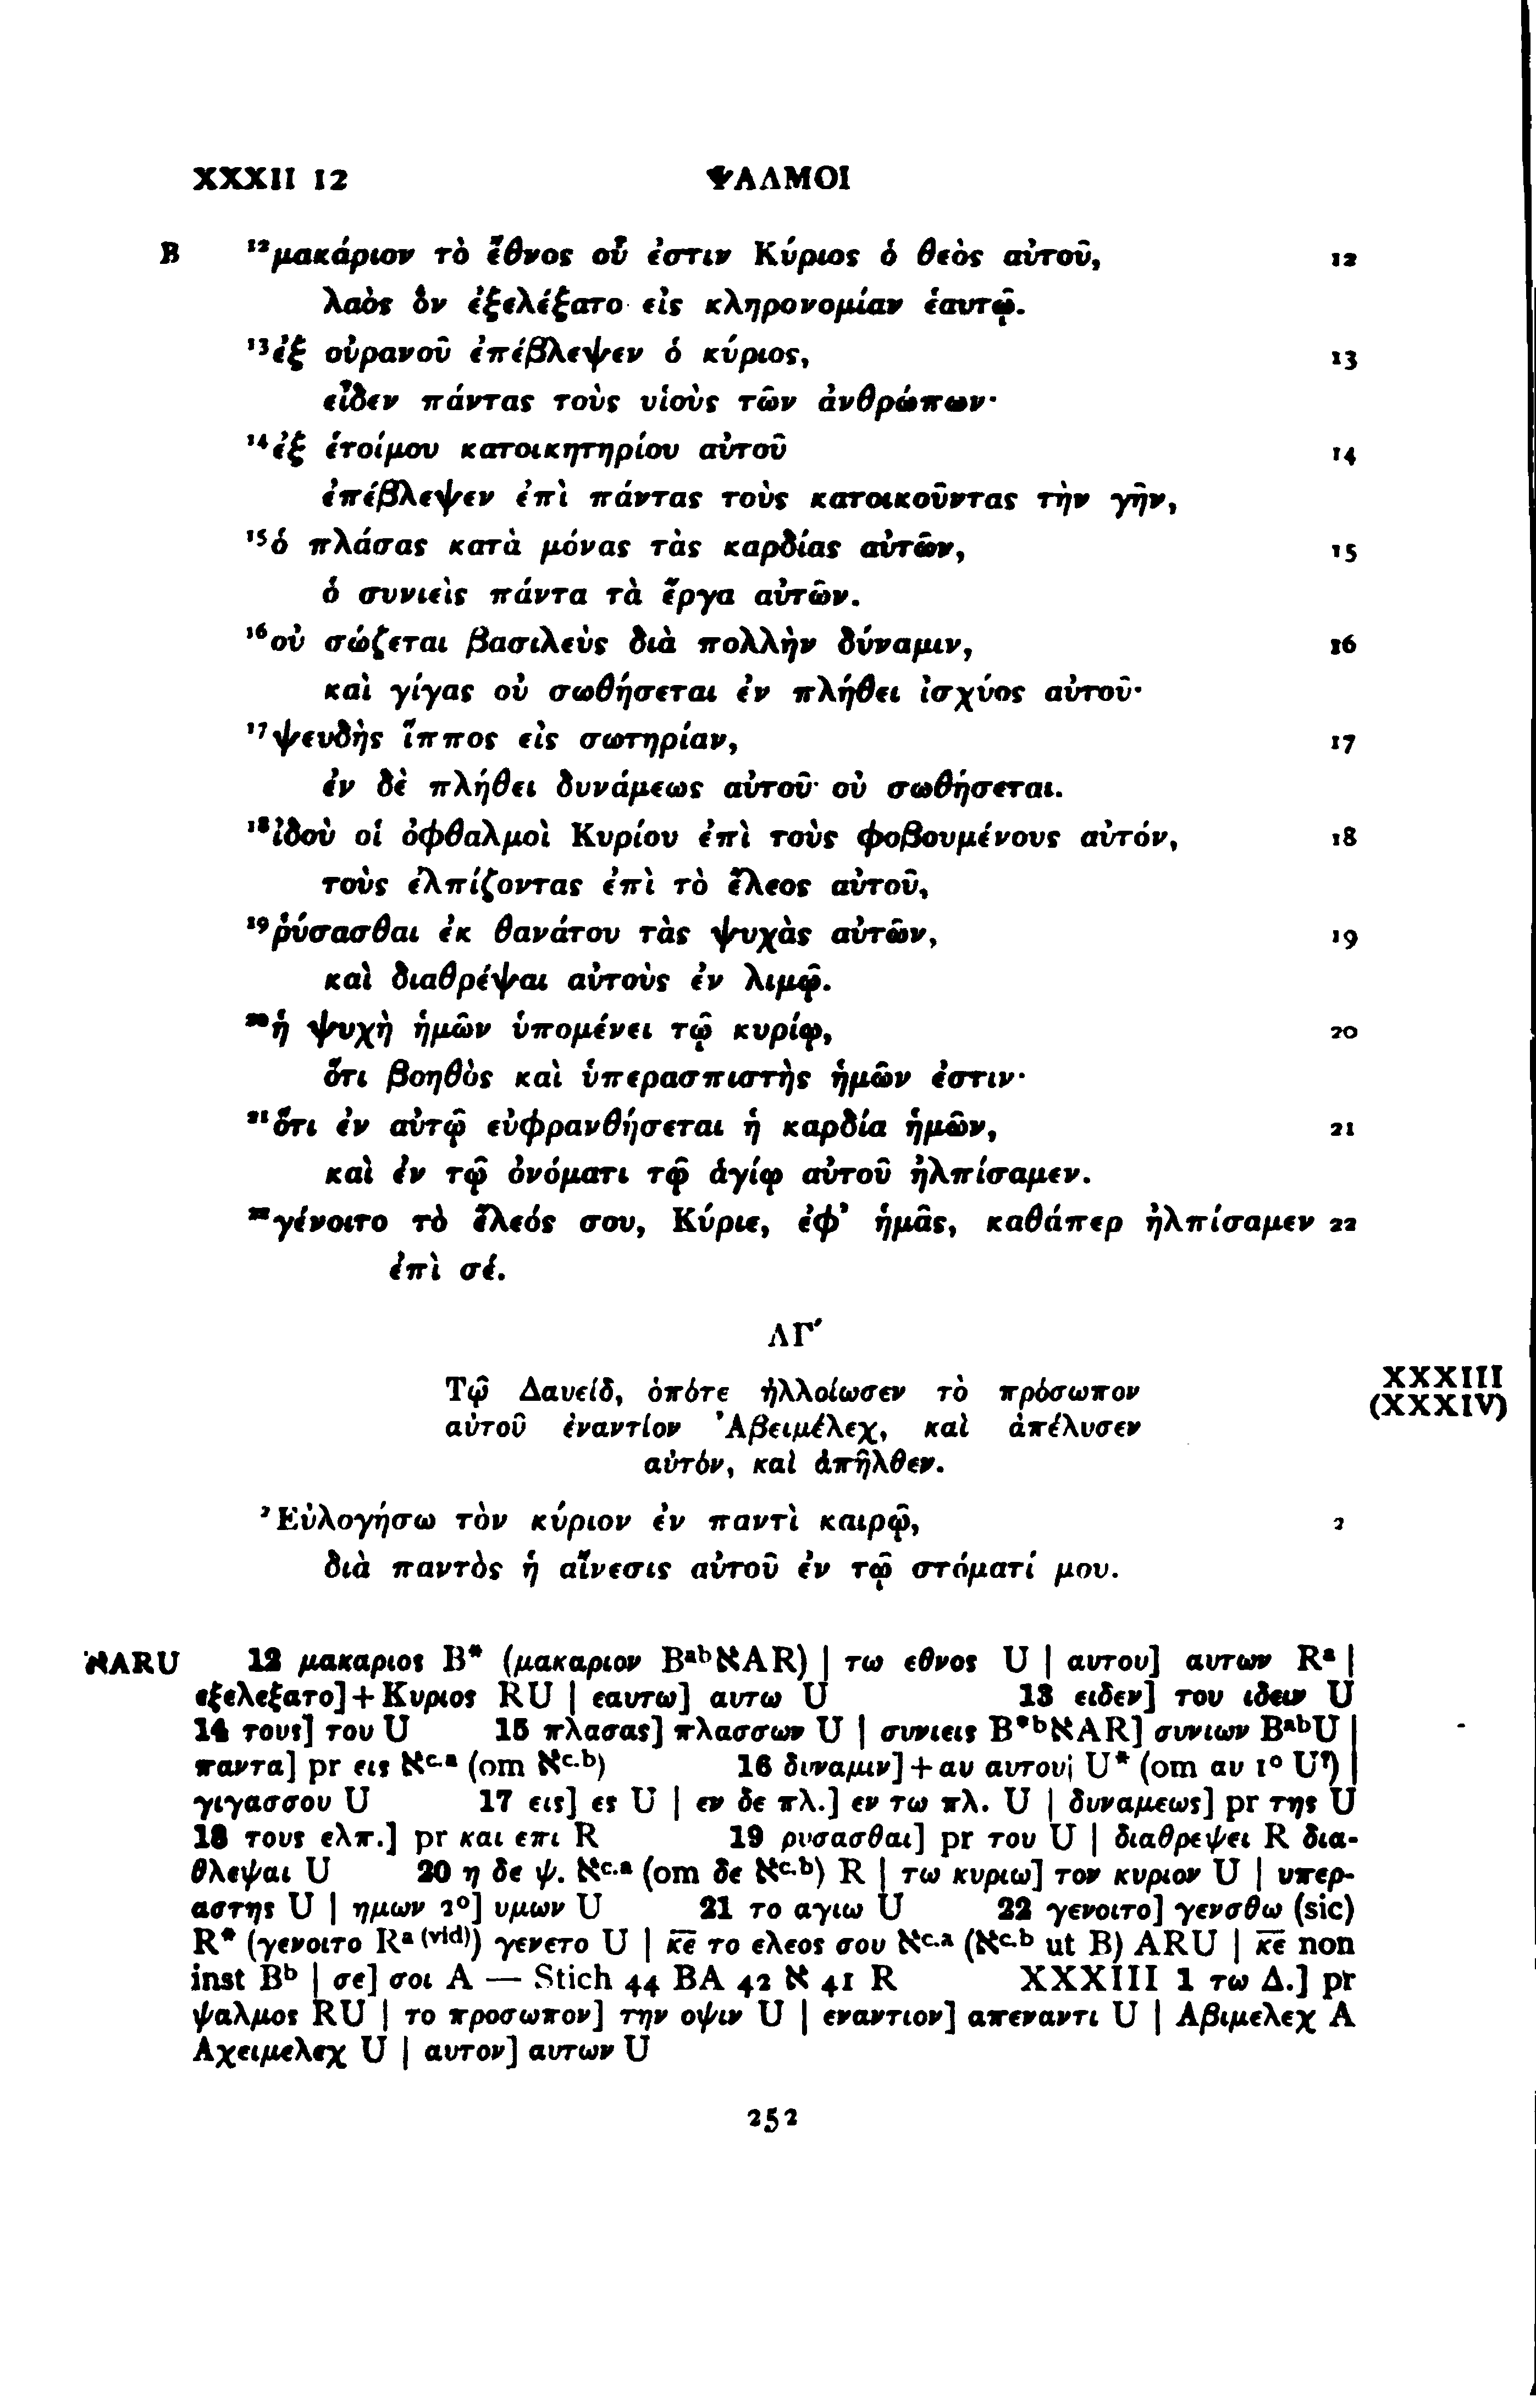 XXXII 12 ΨΑΛΜΟΙ
B ¹²μακάριον τὸ ἔθνος οὗ ἐστιν Κύριος ὁ θεὸς αὐτοῦ, 12
λαὸς ὃν ἐξελέξατο εἰς κληρονομίαν ἑαυτῷ.
¹³ἐξ οὐρανοῦ ἐπέβλεψεν ὁ κύριος, 13
εἶδεν πάντας τοὺς υἱοὺς τῶν ἀνθρώπων·
¹⁴ἐξ ἑτοίμου κατοικητηρίου αὐτοῦ 14
ἐπέβλεψεν ἐπὶ πάντας τοὺς κατοικοῦντας τὴν γῆν,
¹⁵ὁ πλάσας κατὰ μόνας τὰς καρδίας αὐτῶν, 15
ὁ συνιεὶς πάντα τὰ ἔργα αὐτῶν.
¹⁶οὐ σώζεται βασιλεὺς διὰ πολλὴν δύναμιν, 16
καὶ γίγας οὐ σωθήσεται ἐν πλήθει ἰσχύος αὐτοῦ·
¹⁷ψευδὴς ἵππος εἰς σωτηρίαν, 17
ἐν δὲ πλήθει δυνάμεως αὐτοῦ· οὐ σωθήσεται.
¹⁸ἰδοὺ οἱ ὀφθαλμοὶ Κυρίου ἐπὶ τοὺς φοβουμένους αὐτόν, 18
τοὺς ἐλπίζοντας ἐπὶ τὸ ἔλεος αὐτοῦ,
¹⁹ῥύσασθαι ἐκ θανάτου τὰς ψυχὰς αὐτῶν, 19
καὶ διαθρέψαι αὐτοὺς ἐν λιμῷ.
²⁰ἡ ψυχὴ ἡμῶν ὑπομένει τῷ κυρίῳ, 20
ὅτι βοηθὸς καὶ ὑπερασπιστὴς ἡμῶν ἐστιν·
²¹ὅτι ἐν αὐτῷ εὐφρανθήσεται ἡ καρδία ἡμῶν, 21
καὶ ἐν τῷ ὀνόματι τῷ ἁγίῳ αὐτοῦ ἠλπίσαμεν.
²²γένοιτο τὸ ἔλεός σου, Κύριε, ἐφ’ ἡμᾶς, καθάπερ ἠλπίσαμεν 22
ἐπὶ σέ.
ΛΓ´
Τῷ Δαυείδ, ὁπότε ἠλλοίωσεν τὸ πρόσωπον XXXIII
αὐτοῦ ἐναντίον Ἀβειμέλεχ, καὶ ἀπέλυσεν (XXXIV)
αὐτόν, καὶ ἀπῆλθεν.
²Εὐλογήσω τὸν κύριον ἐν παντὶ καιρῷ, 2
διὰ παντὸς ἡ αἴνεσις αὐτοῦ ἐν τῷ στόματί μου.
ℵARU 12 μακαριος B* (μακαριον Bᵃᵇ ℵAR) | τω εθνος U | αυτου] αυτων Rᵃ |
εξελεξατο]+Κυριος RU | εαυτω] αυτω U 13 ειδεν] του ιδειν U
14 τους] του U 15 πλασας] πλασσων U | συνιεις B*ᵇℵAR] συνιων BᵃᵇU |
παντα] pr εις ℵᶜ·ᵃ (om ℵᶜ·ᵇ) 16 δυναμιν]+αυ αυτου U* (om αυ 1° U?) |
γιγασσου U 17 εις] ες U | εν δε πλ.] εν τω πλ. U | δυναμεως] pr της U
18 τους ελπ.] pr και επι R 19 ρυσασθαι] pr του U | διαθρεψει R δια-
θλεψαι U 20 η δε ψ. ℵᶜ·ᵃ (om δε ℵᶜ·ᵇ) R | τω κυριω] τον κυριον U | υπερ-
αστης U | ημων 2°] υμων U 21 το αγιω U 22 γενοιτο] γενσθω (sic)
R* (γενοιτο Rᵃ ⁽ᵛⁱᵈ⁾) γενετο U | κ̅ε̅ το ελεος σου ℵᶜ·ᵃ (ℵᶜ·ᵇ ut B) ARU | κ̅ε̅ non
inst Bᵇ | σε] σοι A — Stich 44 BA 42 ℵ 41 R XXXIII 1 τω Δ.] pr
ψαλμος RU | το προσωπον] την οψιν U | εναντιον] απεναντι U | Αβιμελεχ A
Αχειμελεχ U | αυτον] αυτων U
252